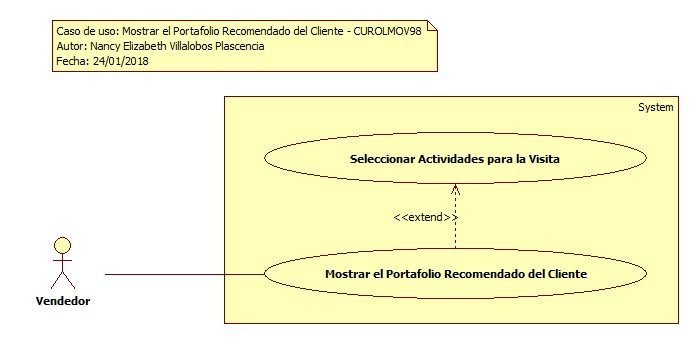 Caso de uso: Mostrar el Portafolio Recomendado del Cliente - CUROLMOV98
Autor: Nancy Elizabeth Villalobos Plascencia
Fecha: 24/01/2018
System
Seleccionar Actividades para la Visita
<<extend>>
Mostrar el Portafolio Recomendado del Cliente
Vendedor